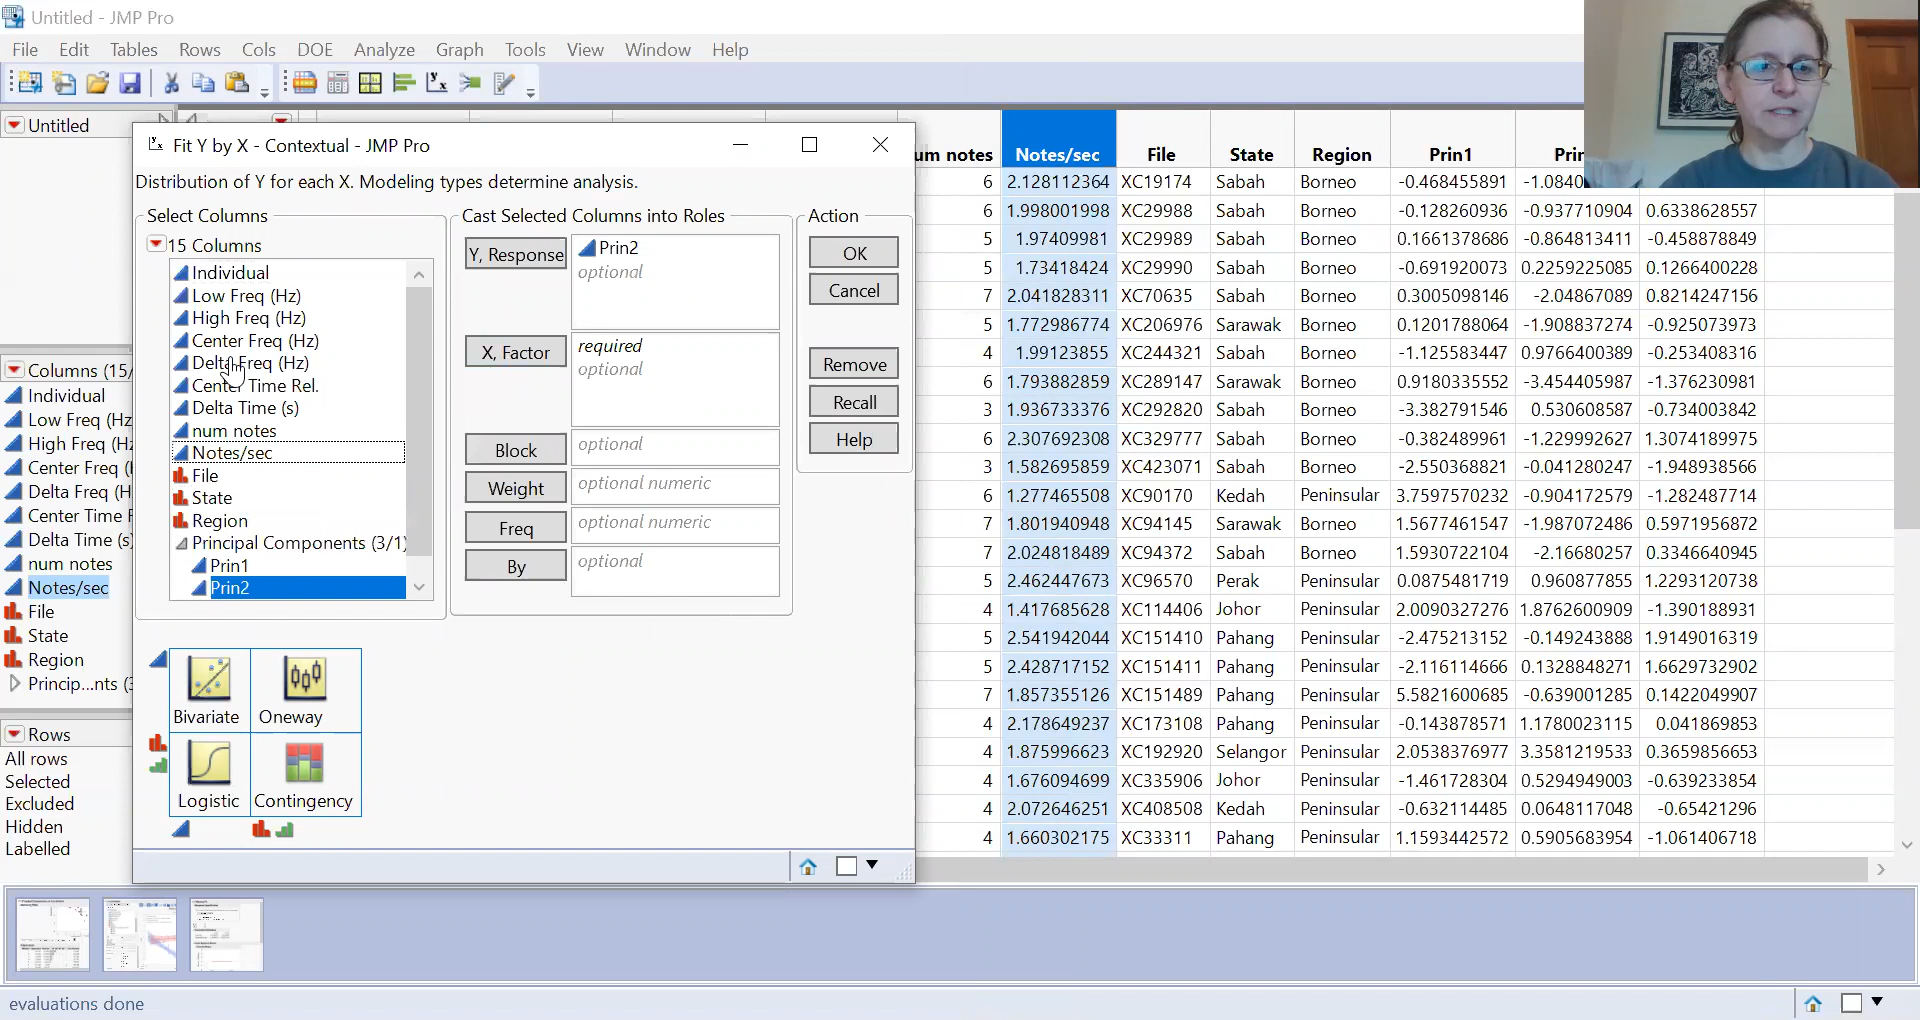 Untitled - JMP Pro
File Edit Tables Rows Cols DOE Analyze Graph Tools View Window Help
Untitled
Columns (15/
Individual
Low Freq (Hz
High Freq (Hz
Center Freq (H
Delta Freq (Hz
Center Time R
Delta Time (s)
num notes
Notes/sec
File
State
Region
Princip...nts (3
Rows
All rows
Selected
Excluded
Hidden
Labelled
Fit Y by X - Contextual - JMP Pro
Distribution of Y for each X. Modeling types determine analysis.
Select Columns
15 Columns
Individual
Low Freq (Hz)
High Freq (Hz)
Center Freq (Hz)
Delta Freq (Hz)
Center Time Rel.
Delta Time (s)
num notes
Notes/sec
File
State
Region
Principal Components (3/1)
Prin1
Prin2
Bivariate Oneway
Logistic Contingency
Cast Selected Columns into Roles
Y, Response Prin2
optional
X, Factor required
optional
Block optional
Weight optional numeric
Freq optional numeric
By optional
Action
OK
Cancel
Remove
Recall
Help
um notes Notes/sec File State Region Prin1 Prin
6 2.128112364 XC19174 Sabah Borneo -0.468455891 -1.0840
6 1.998001998 XC29988 Sabah Borneo -0.128260936 -0.937710904 0.6338628557
5 1.97409981 XC29989 Sabah Borneo 0.1661378686 -0.864813411 -0.458878849
5 1.73418424 XC29990 Sabah Borneo -0.691920073 0.2259225085 0.1266400228
7 2.041828311 XC70635 Sabah Borneo 0.3005098146 -2.04867089 0.8214247156
5 1.772986774 XC206976 Sarawak Borneo 0.1201788064 -1.908837274 -0.925073973
4 1.99123855 XC244321 Sabah Borneo -1.125583447 0.9766400389 -0.253408316
6 1.793882859 XC289147 Sarawak Borneo 0.9180335552 -3.454405987 -1.376230981
3 1.936733376 XC292820 Sabah Borneo -3.382791546 0.530608587 -0.734003842
6 2.307692308 XC329777 Sabah Borneo -0.382489961 -1.229992627 1.3074189975
3 1.582695859 XC423071 Sabah Borneo -2.550368821 -0.041280247 -1.948938566
6 1.277465508 XC90170 Kedah Peninsular 3.7597570232 -0.904172579 -1.282487714
7 1.801940948 XC94145 Sarawak Borneo 1.5677461547 -1.987072486 0.5971956872
7 2.024818489 XC94372 Sabah Borneo 1.5930722104 -2.16680257 0.3346640945
5 2.462447673 XC96570 Perak Peninsular 0.0875481719 0.960877855 1.2293120738
4 1.417685628 XC114406 Johor Peninsular 2.0090327276 1.8762600909 -1.390188931
5 2.541942044 XC151410 Pahang Peninsular -2.475213152 -0.149243888 1.9149016319
5 2.428717152 XC151411 Pahang Peninsular -2.116114666 0.1328848271 1.6629732902
7 1.857355126 XC151489 Pahang Peninsular 5.5821600685 -0.639001285 0.1422049907
4 2.178649237 XC173108 Pahang Peninsular -0.143878571 1.1780023115 0.041869853
4 1.875996623 XC192920 Selangor Peninsular 2.0538376977 3.3581219533 0.3659856653
4 1.676094699 XC335906 Johor Peninsular -1.461728304 0.5294949003 -0.639233854
4 2.072646251 XC408508 Kedah Peninsular -0.632114485 0.0648117048 -0.65421296
4 1.660302175 XC33311 Pahang Peninsular 1.1593442572 0.5905683954 -1.061406718
evaluations done